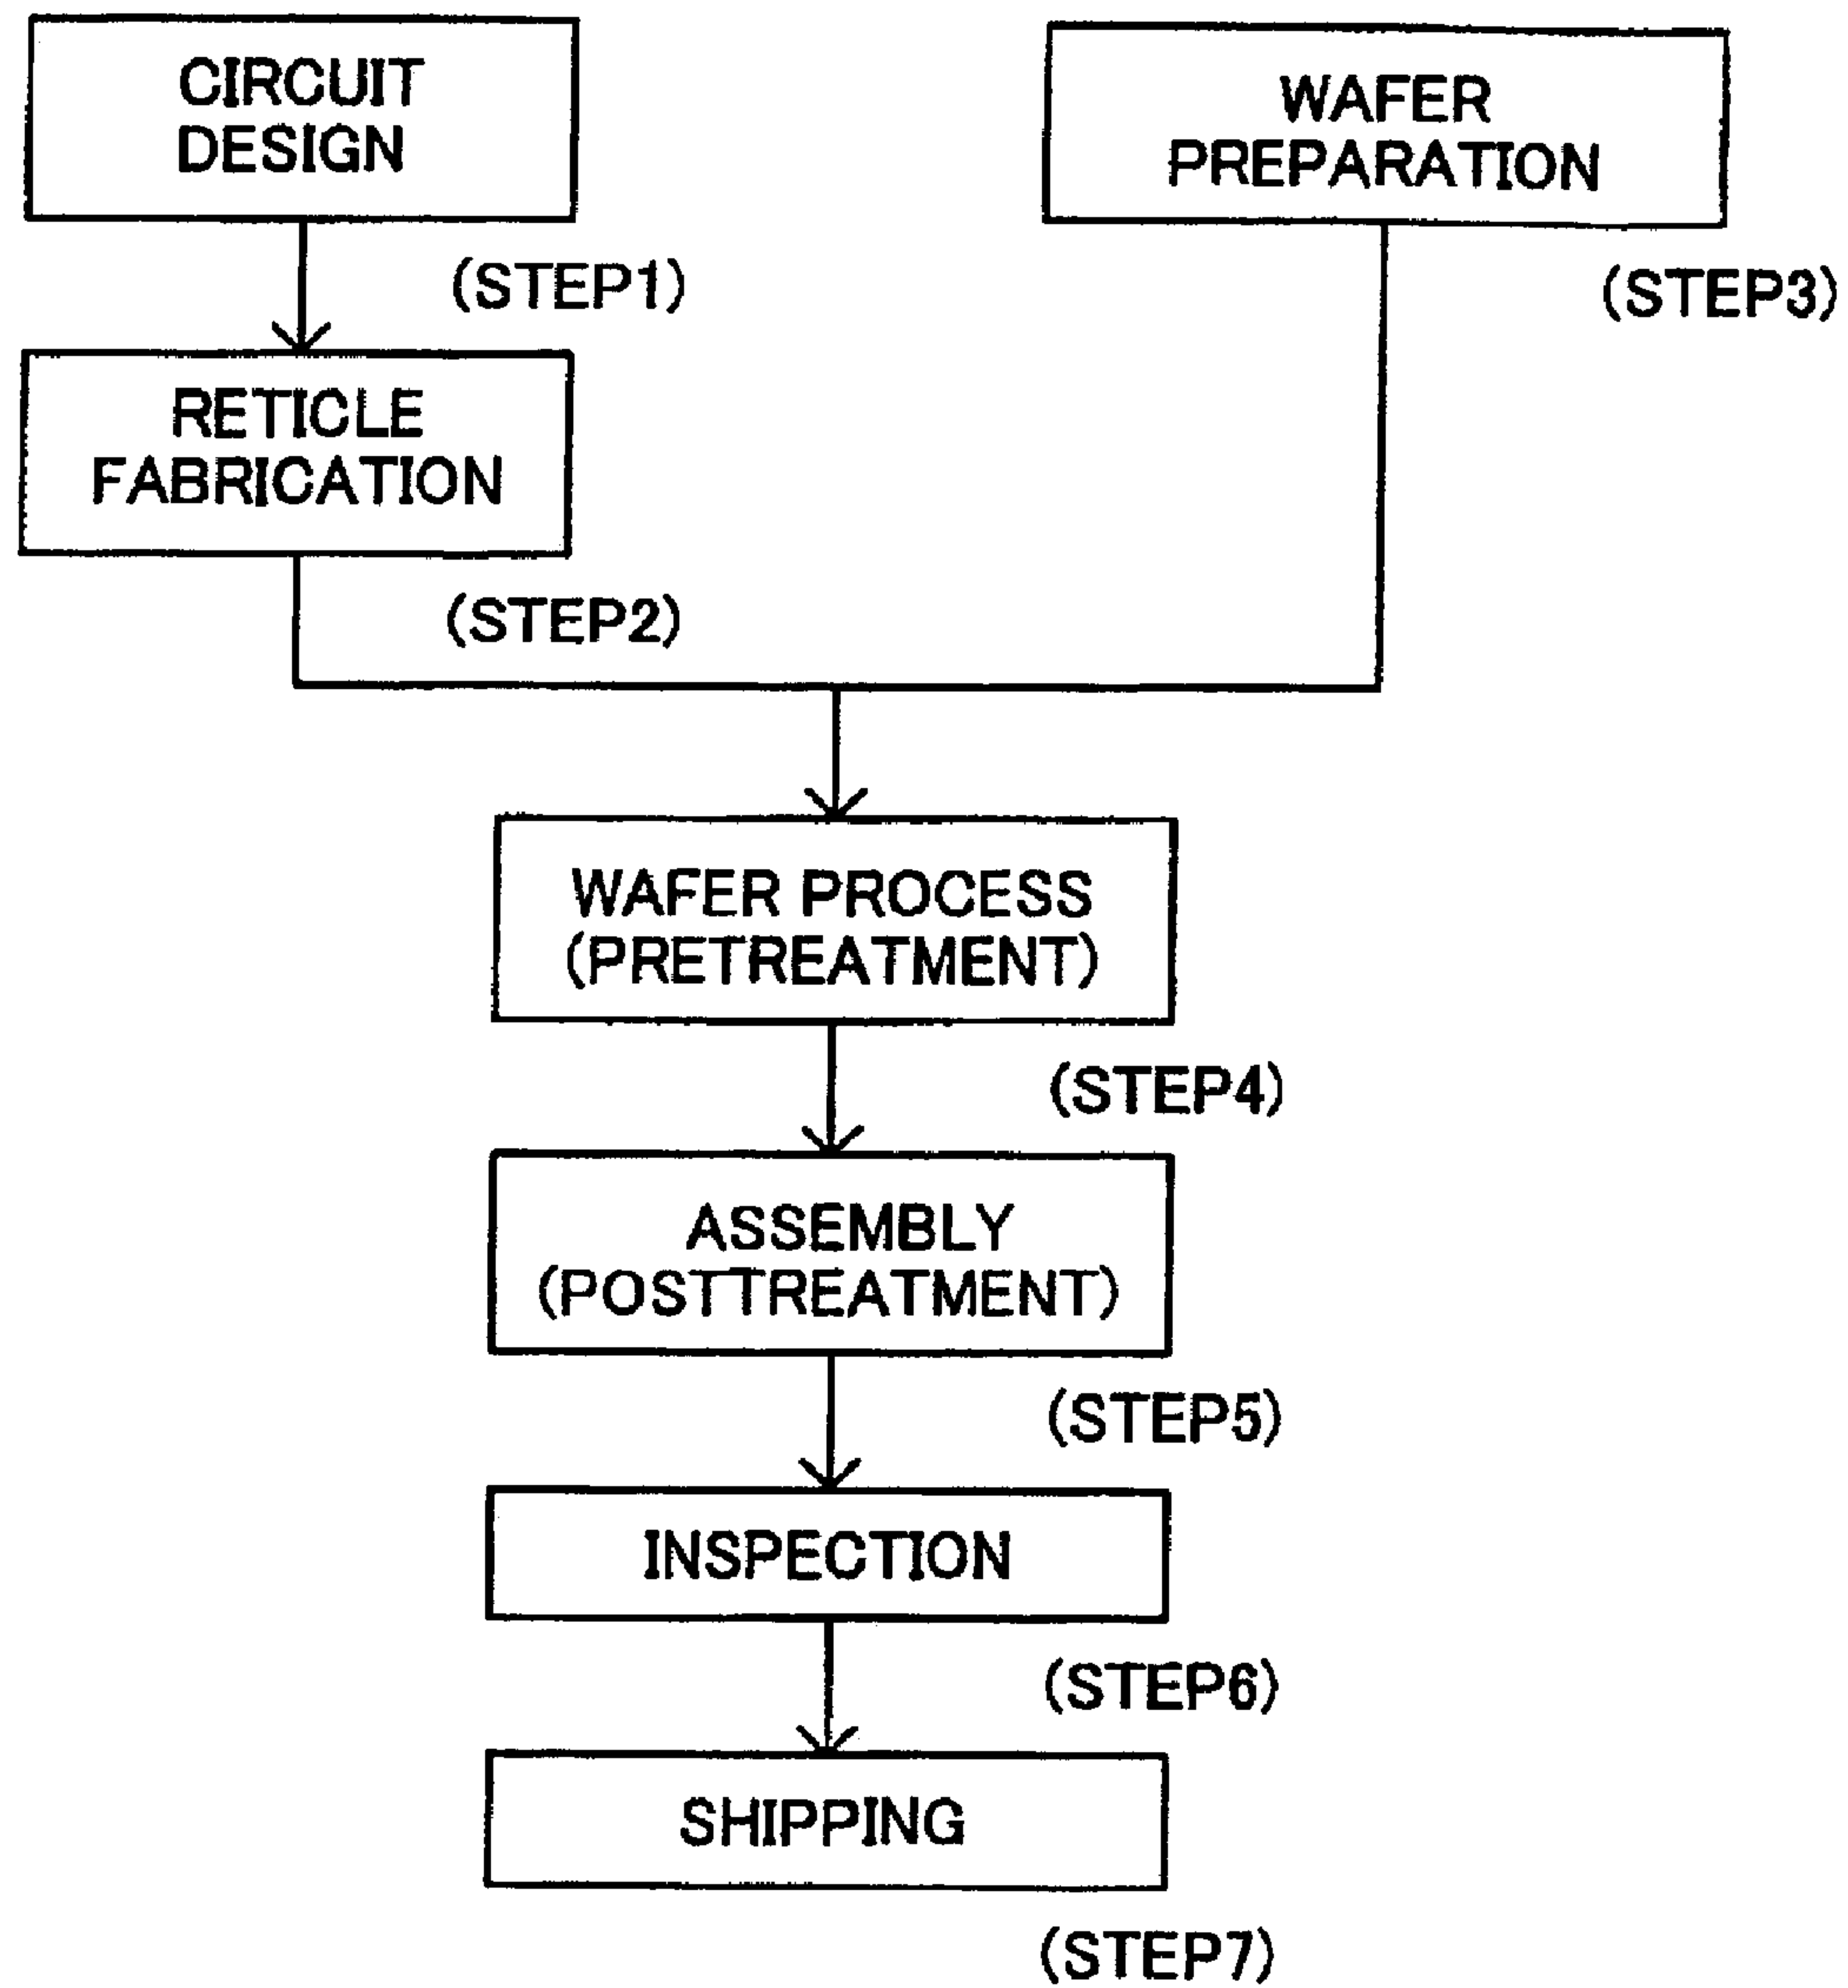 CIRCUIT
DESIGN
(STEP1)
RETICLE
FABRICATION
(STEP2)
WAFER
PREPARATION
(STEP3)
WAFER PROCESS
(PRETREATMENT)
(STEP4)
ASSEMBLY
(POSTTREATMENT)
(STEP5)
INSPECTION
(STEP6)
SHIPPING
(STEP7)